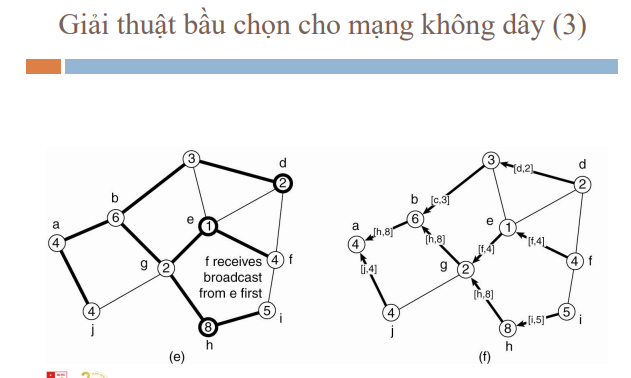 Giải thuật bầu chọn cho mạng không dây (3)
3
d
2
b
6
a
4
e
1
g
2
f receives
broadcast
from e first
4
f
4
j
8
h
5
i
(e)
3
[d,2]
d
2
b
[c,3]
6
a
[h,8]
4
e
1
[h,8]
[f,4]
[f,4]
g
2
4
f
[j,4]
[h,8]
4
j
8
h
[i,5]
5
i
(f)